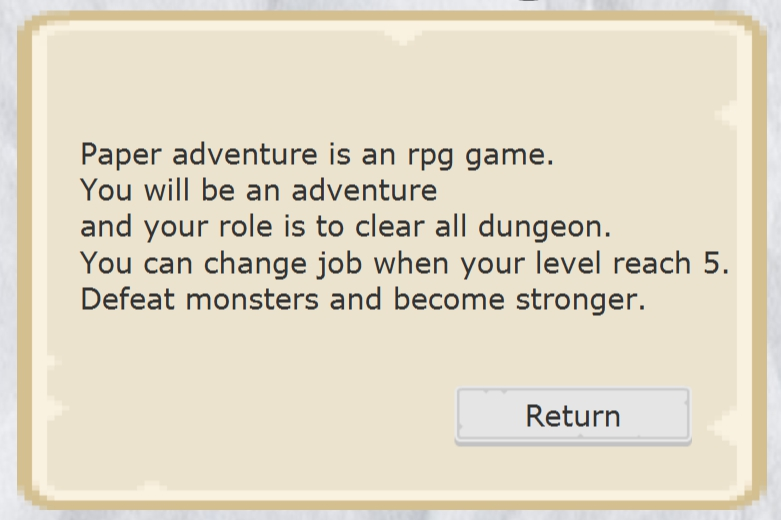 Paper adventure is an rpg game.
You will be an adventure
and your role is to clear all dungeon.
You can change job when your level reach 5.
Defeat monsters and become stronger.
Return